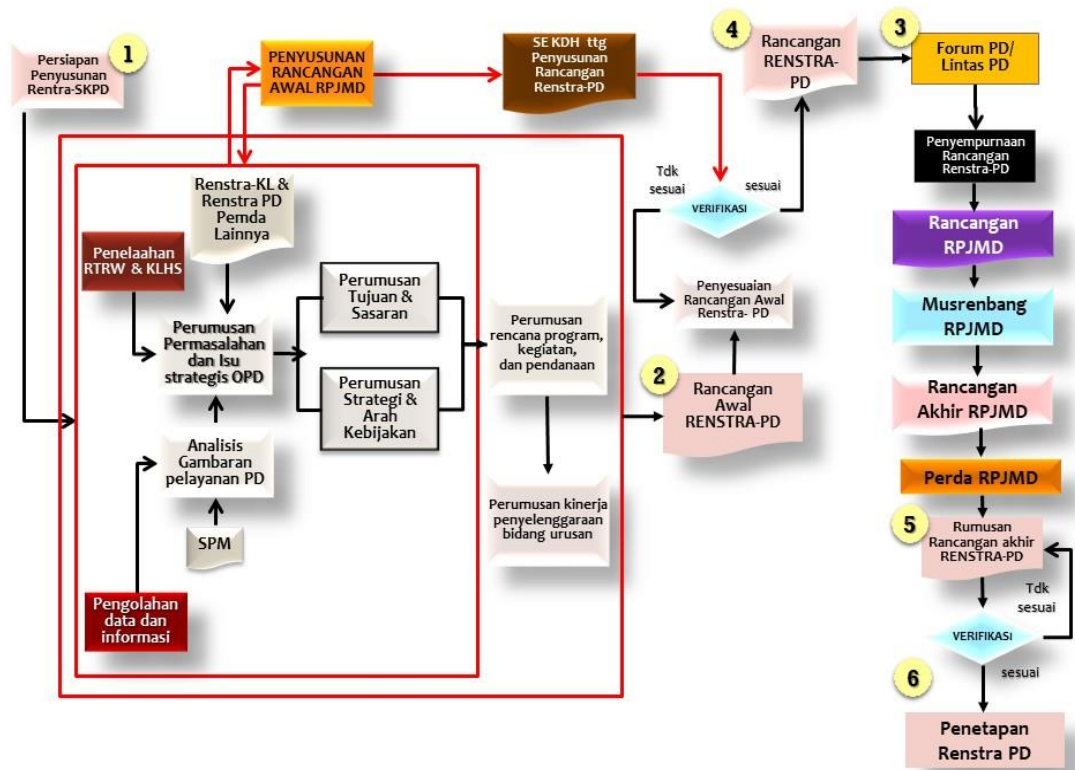 1
Persiapan
Penyusunan
Rentra-SKPD
PENYUSUNAN
RANCANGAN
AWAL RPJMD
SE KDH ttg
Penyusunan
Rancangan
Renstra-PD
4
Rancangan
RENSTRA-
PD
3
Forum PD/
Lintas PD
Penyempurnaan
Rancangan
Renstra-PD
Tdk
sesuai
sesuai
VERIFIKASI
Renstra-KL &
Renstra PD
Pemda
Lainnya
Penelaahan
RTRW & KLHS
Perumusan
Permasalahan
dan Isu
strategis OPD
Perumusan
Tujuan &
Sasaran
Perumusan
Strategi &
Arah
Kebijakan
Analisis
Gambaran
pelayanan PD
SPM
Pengolahan
data dan
informasi
Perumusan
rencana program,
kegiatan,
dan pendanaan
Perumusan kinerja
penyelenggaraan
bidang urusan
Penyesuaian
Rancangan Awal
Renstra- PD
2
Rancangan
Awal
RENSTRA-PD
Rancangan
RPJMD
Musrenbang
RPJMD
Rancangan
Akhir RPJMD
Perda RPJMD
5
Rumusan
Rancangan akhir
RENSTRA-PD
Tdk
sesuai
VERIFIKASI
sesuai
6
Penetapan
Renstra PD